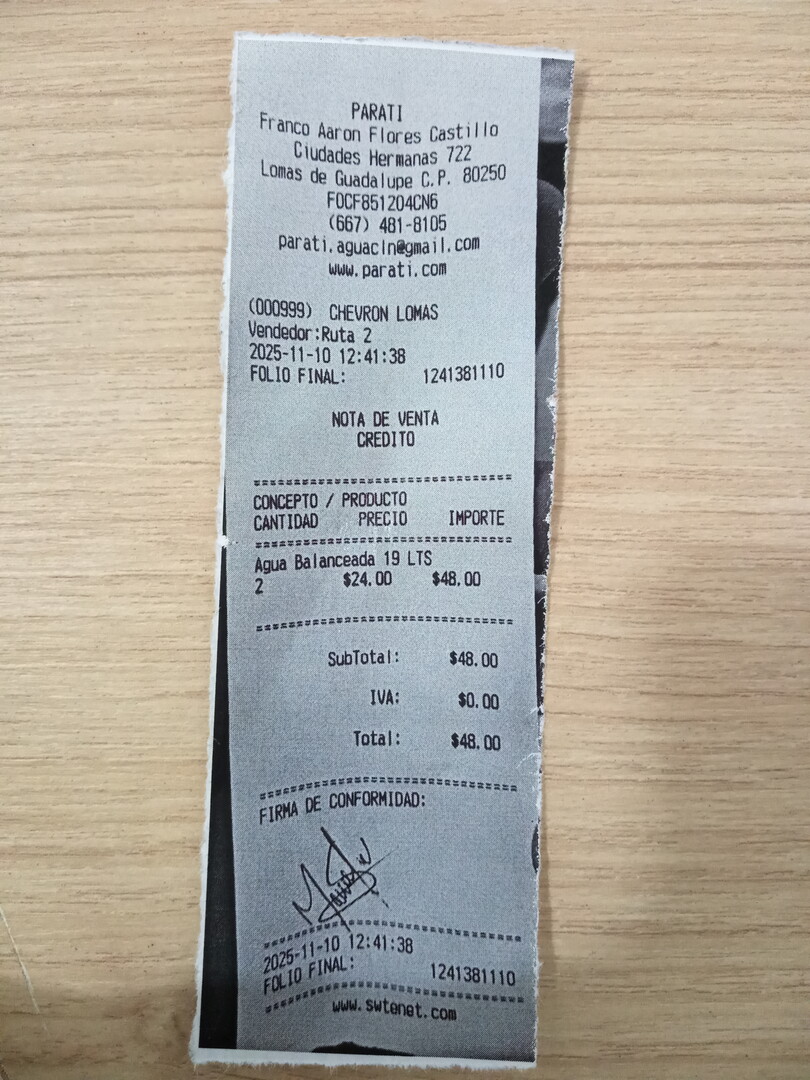 PARATI
Franco Aaron Flores Castillo
Ciudades Hermanas 722
Lomas de Guadalupe C.P. 80250
FOCF851204CN6
(667) 481-8105
parati.aguacln@gmail.com
www.parati.com
(000999) CHEVRON LOMAS
Vendedor:Ruta 2
2025-11-10 12:41:38
FOLIO FINAL: 1241381110
NOTA DE VENTA
CREDITO
==========================================
CONCEPTO / PRODUCTO
CANTIDAD PRECIO IMPORTE
==========================================
Agua Balanceada 19 LTS
2 $24.00 $48.00
==========================================
SubTotal: $48.00
IVA: $0.00
Total: $48.00
==========================================
FIRMA DE CONFORMIDAD:
==========================================
2025-11-10 12:41:38
FOLIO FINAL: 1241381110
==========================================
www.swtenet.com